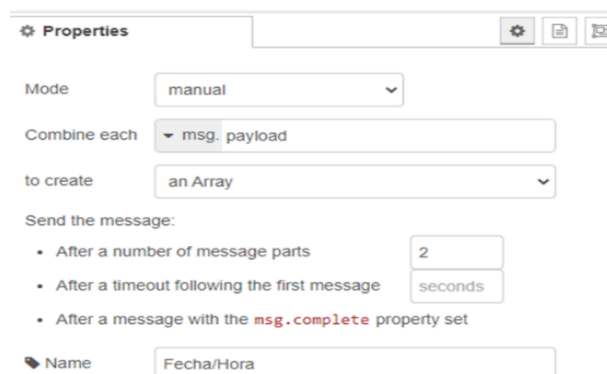 Properties
Mode manual
Combine each msg. payload
to create an Array
Send the message:
• After a number of message parts 2
• After a timeout following the first message seconds
• After a message with the msg.complete property set
Name Fecha/Hora